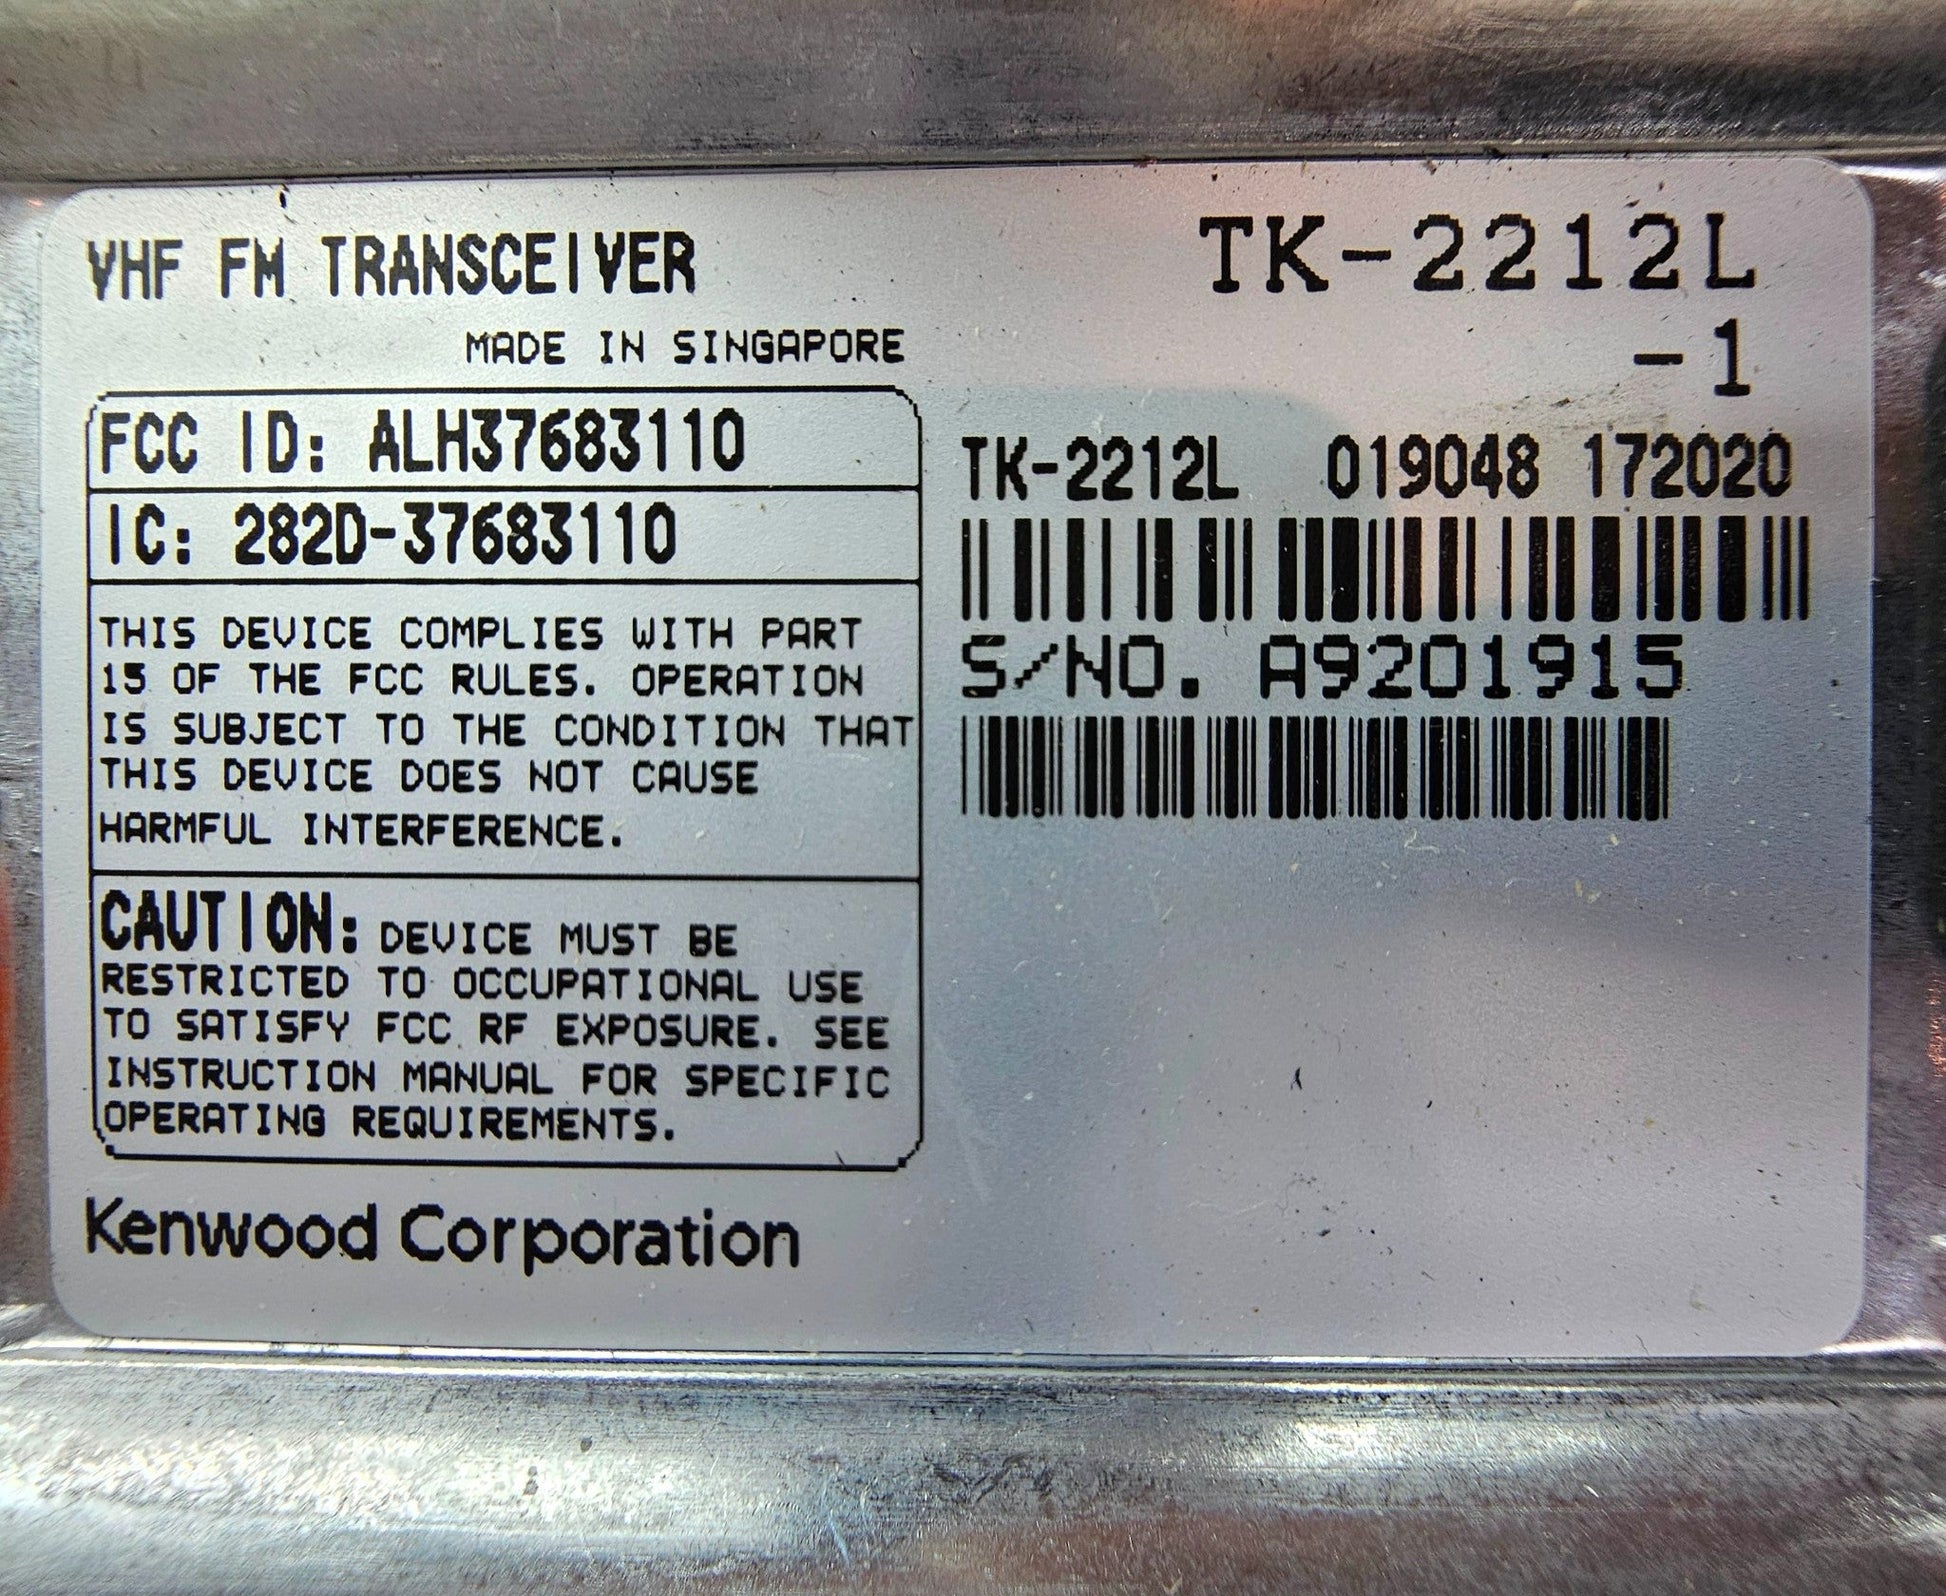 VHF FM TRANSCEIVER
MADE IN SINGAPORE
FCC ID: ALH37683110
IC: 282D-37683110
THIS DEVICE COMPLIES WITH PART
15 OF THE FCC RULES. OPERATION
IS SUBJECT TO THE CONDITION THAT
THIS DEVICE DOES NOT CAUSE
HARMFUL INTERFERENCE.
CAUTION: DEVICE MUST BE
RESTRICTED TO OCCUPATIONAL USE
TO SATISFY FCC RF EXPOSURE. SEE
INSTRUCTION MANUAL FOR SPECIFIC
OPERATING REQUIREMENTS.
Kenwood Corporation
TK-2212L
-1
TK-2212L 019048 172020
S/NO. A9201915